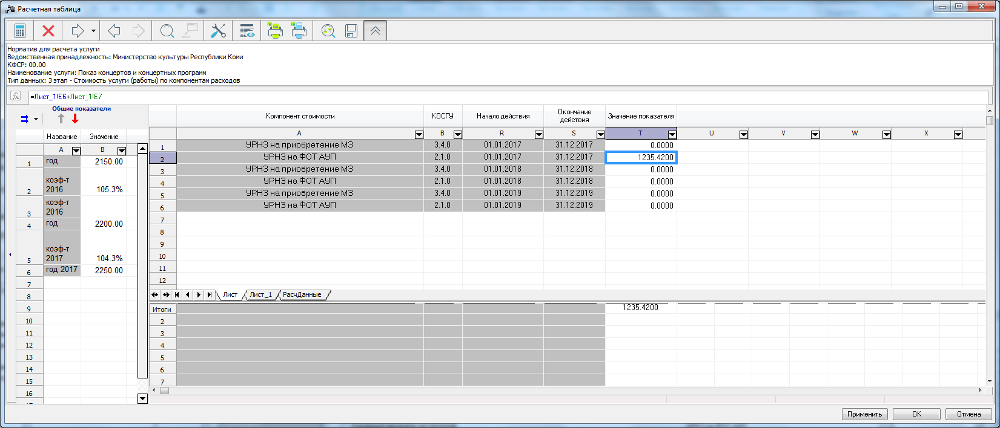 Расчетная таблица
Норматив для расчета услуги
Ведомственная принадлежность: Министерство культуры Республики Коми
КФСР: 00.00
Наименование услуги: Показ концертов и концертных программ
Тип данных: 3 этап - Стоимость услуги (работы) по компонентам расходов
=Лист_1!E6+Лист_1!E7
Общие показатели
Название Значение
A B
1 год 2150.00
2 коэф-т 2016 105.3%
3 коэф-т 2016
4 год 2200.00
5 коэф-т 2017 104.3%
6 год 2017 2250.00
7
8
9
10
11
12
13
14
15
16
Компонент стоимости КОСГУ Начало действия Окончание действия Значение показателя
A B R S T U V W X
1 УРНЗ на приобретение МЗ 3.4.0 01.01.2017 31.12.2017 0.0000
2 УРНЗ на ФОТ АУП 2.1.0 01.01.2017 31.12.2017 1235.4200
3 УРНЗ на приобретение МЗ 3.4.0 01.01.2018 31.12.2018 0.0000
4 УРНЗ на ФОТ АУП 2.1.0 01.01.2018 31.12.2018 0.0000
5 УРНЗ на приобретение МЗ 3.4.0 01.01.2019 31.12.2019 0.0000
6 УРНЗ на ФОТ АУП 2.1.0 01.01.2019 31.12.2019 0.0000
7
8
9
10
11
12
Лист Лист_1 РасчДанные
Итоги 1235.4200
2
3
4
5
6
7
Применить OK Отмена